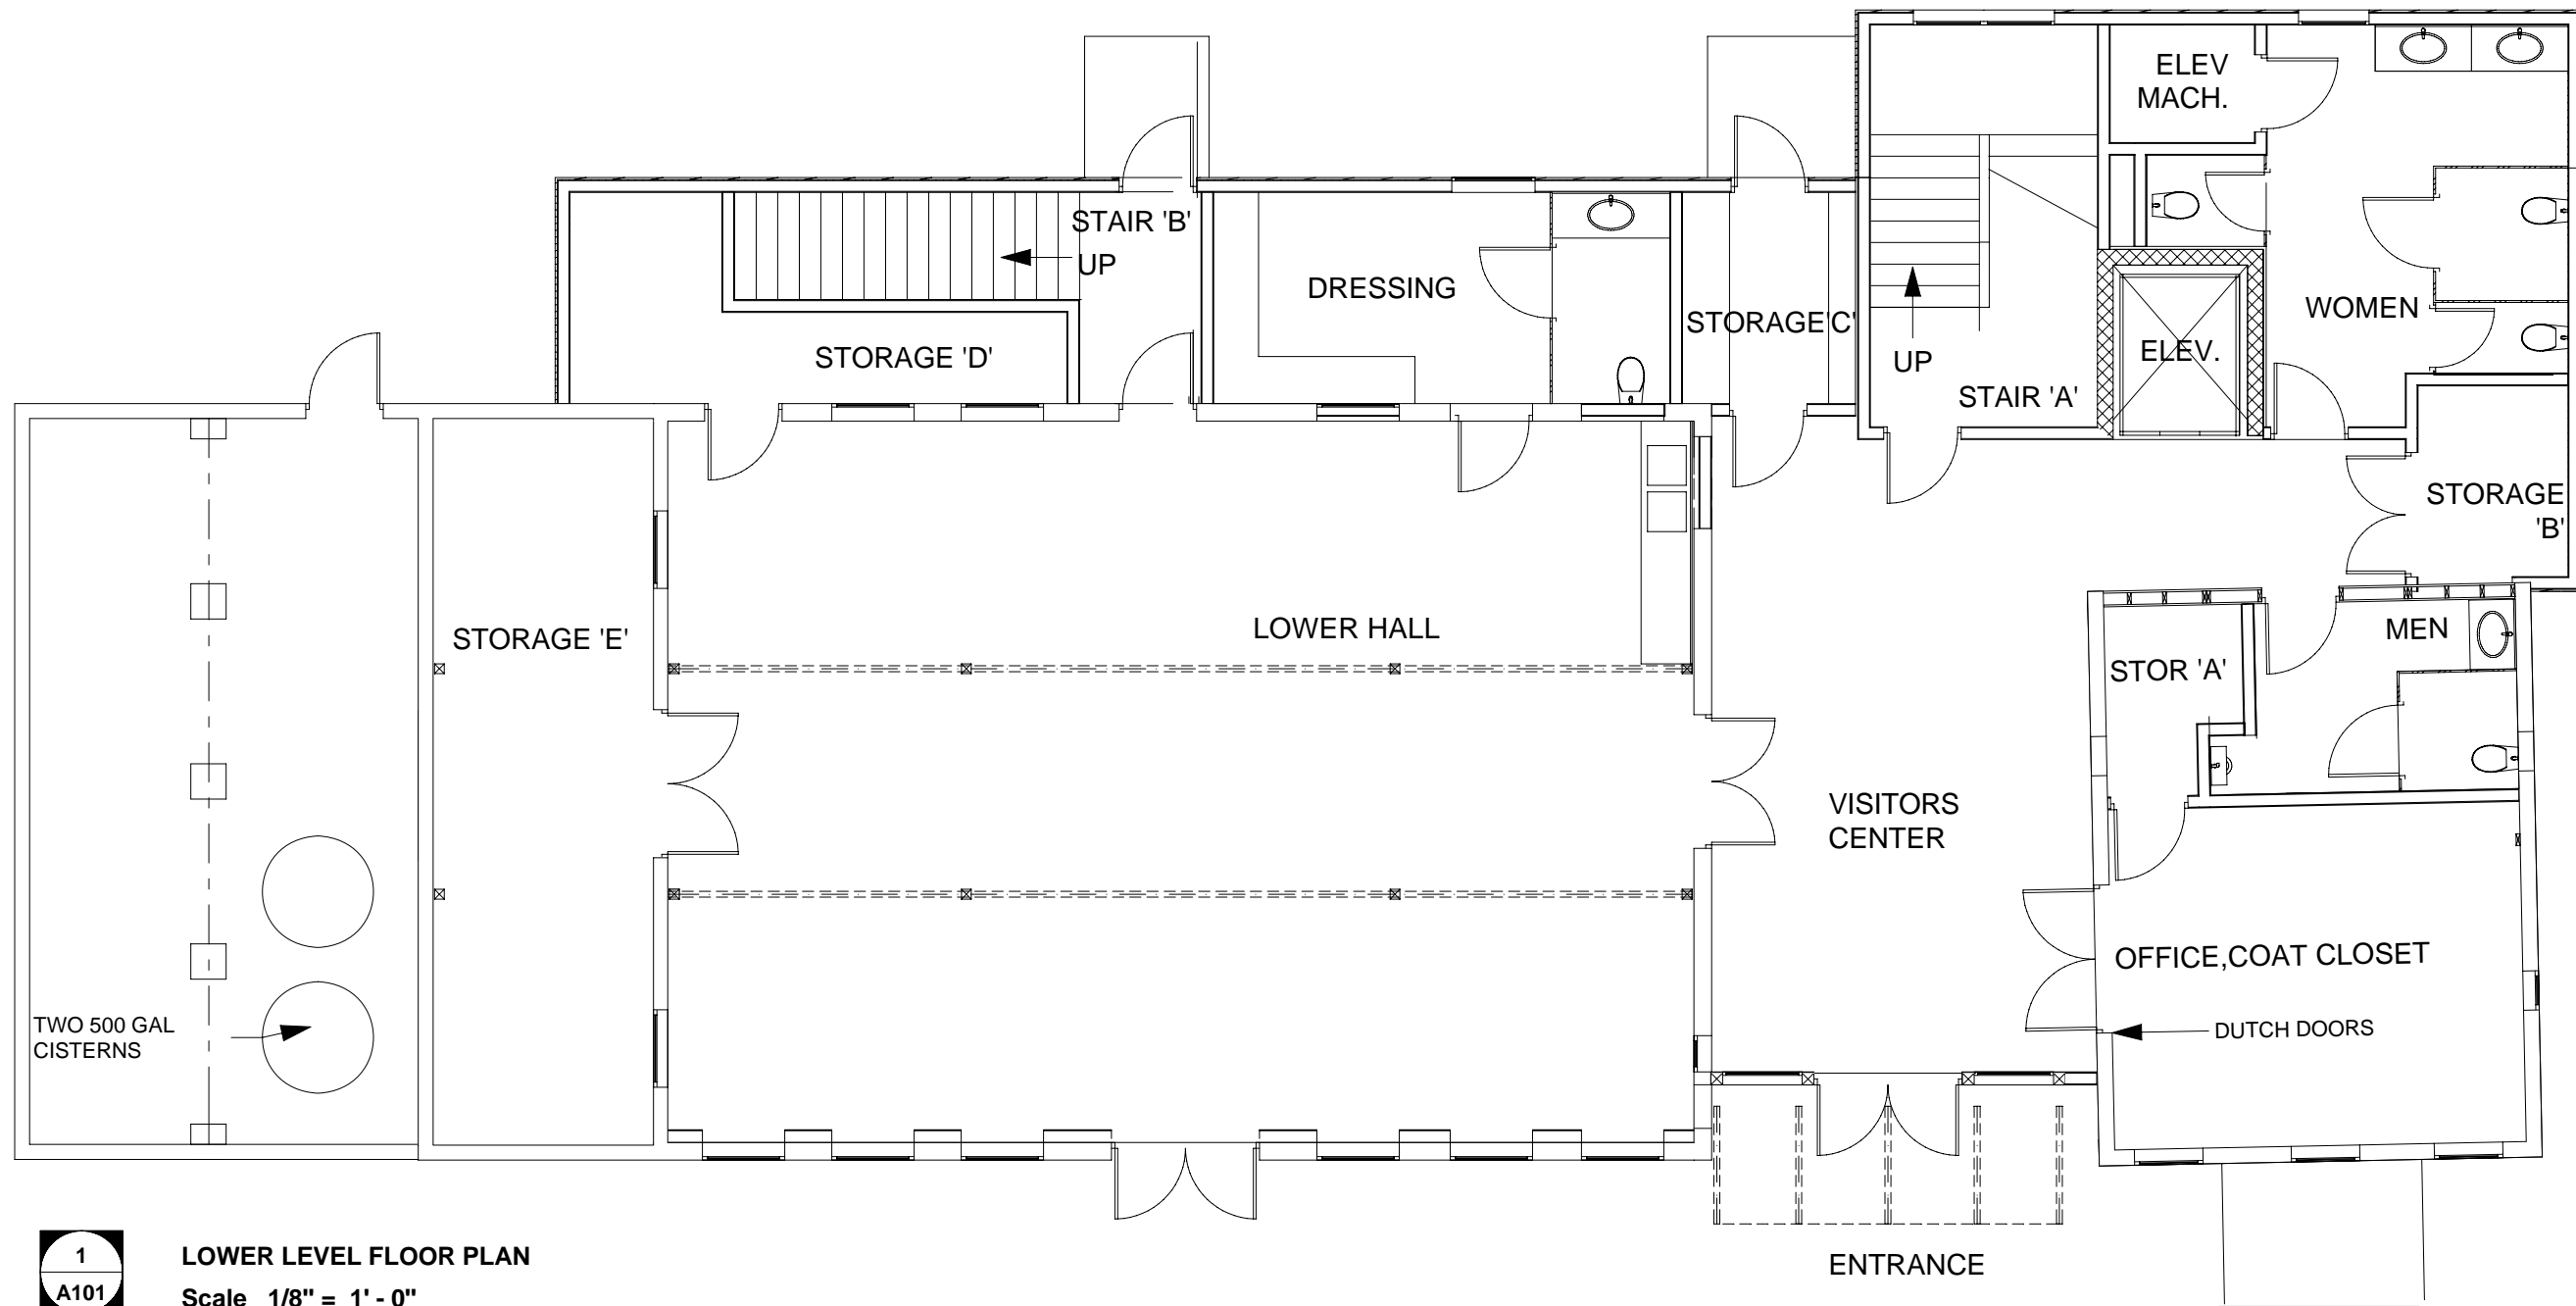 ELEV
MACH.
STAIR 'B'
UP
DRESSING
STORAGE'C'
WOMEN
ELEV.
UP
STAIR 'A'
STORAGE 'D'
STORAGE
'B'
STORAGE 'E'
LOWER HALL
MEN
STOR 'A'
VISITORS
CENTER
OFFICE,COAT CLOSET
TWO 500 GAL
CISTERNS
DUTCH DOORS
ENTRANCE
1
A101
LOWER LEVEL FLOOR PLAN
Scale 1/8" = 1' - 0"